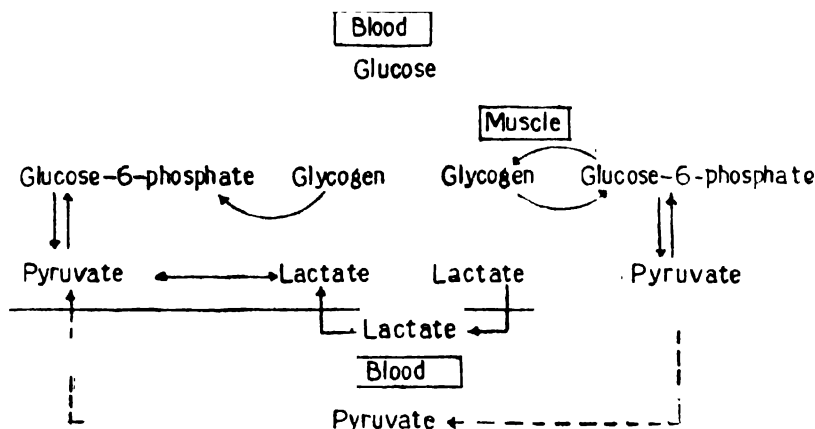 Blood
Glucose
Muscle
Glucose-6-phosphate Glycogen Glycogen Glucose-6-phosphate
Pyruvate Lactate Lactate Pyruvate
Lactate
Blood
Pyruvate